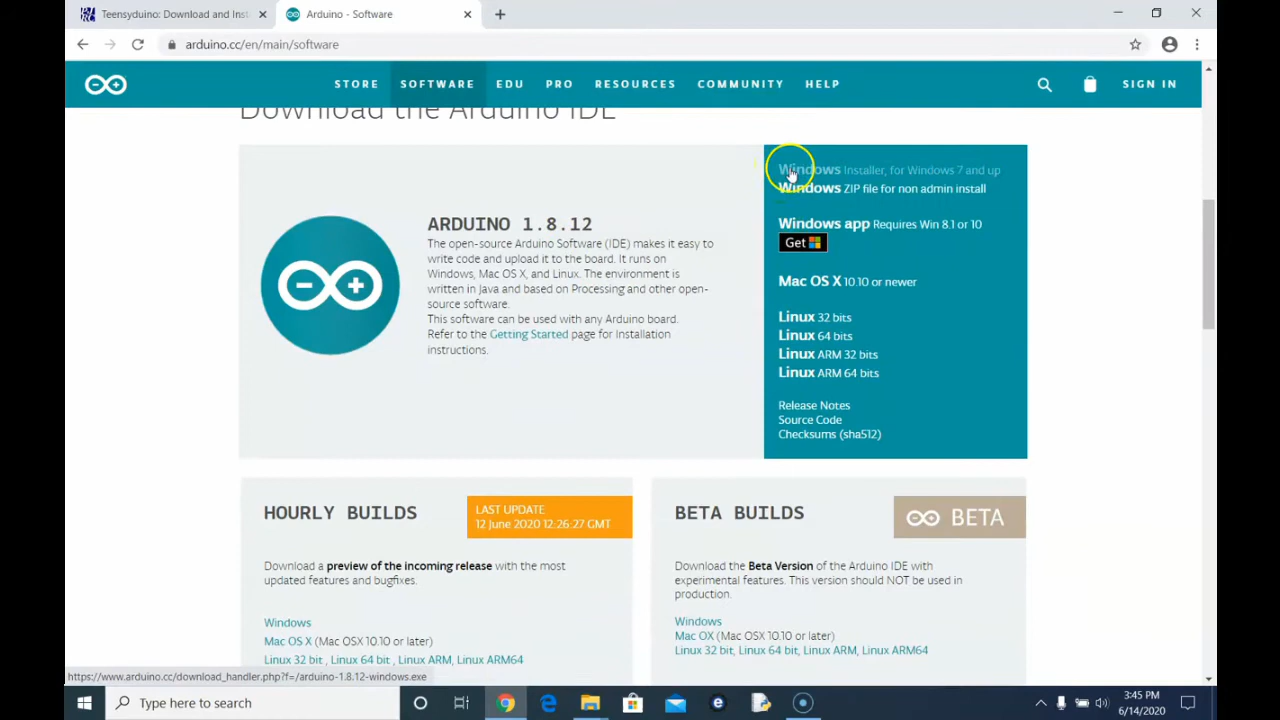 Teensyduino: Download and Inst
Arduino - Software
arduino.cc/en/main/software
STORE SOFTWARE EDU PRO RESOURCES COMMUNITY HELP SIGN IN
Download the Arduino IDE
ARDUINO 1.8.12
The open-source Arduino Software (IDE) makes it easy to
write code and upload it to the board. It runs on
Windows, Mac OS X, and Linux. The environment is
written in Java and based on Processing and other open-
source software.
This software can be used with any Arduino board.
Refer to the Getting Started page for Installation
instructions.
Windows Installer, for Windows 7 and up
Windows ZIP file for non admin install
Windows app Requires Win 8.1 or 10
Get
Mac OS X 10.10 or newer
Linux 32 bits
Linux 64 bits
Linux ARM 32 bits
Linux ARM 64 bits
Release Notes
Source Code
Checksums (sha512)
HOURLY BUILDS
LAST UPDATE
12 June 2020 12:26:27 GMT
Download a preview of the incoming release with the most
updated features and bugfixes.
Windows
Mac OS X (Mac OSX 10.10 or later)
Linux 32 bit , Linux 64 bit , Linux ARM, Linux ARM64
BETA BUILDS
BETA
Download the Beta Version of the Arduino IDE with
experimental features. This version should NOT be used in
production.
Windows
Mac OX (Mac OSX 10.10 or later)
Linux 32 bit, Linux 64 bit, Linux ARM, Linux ARM64
https://www.arduino.cc/download_handler.php?f=/arduino-1.8.12-windows.exe
Type here to search
3:45 PM
6/14/2020